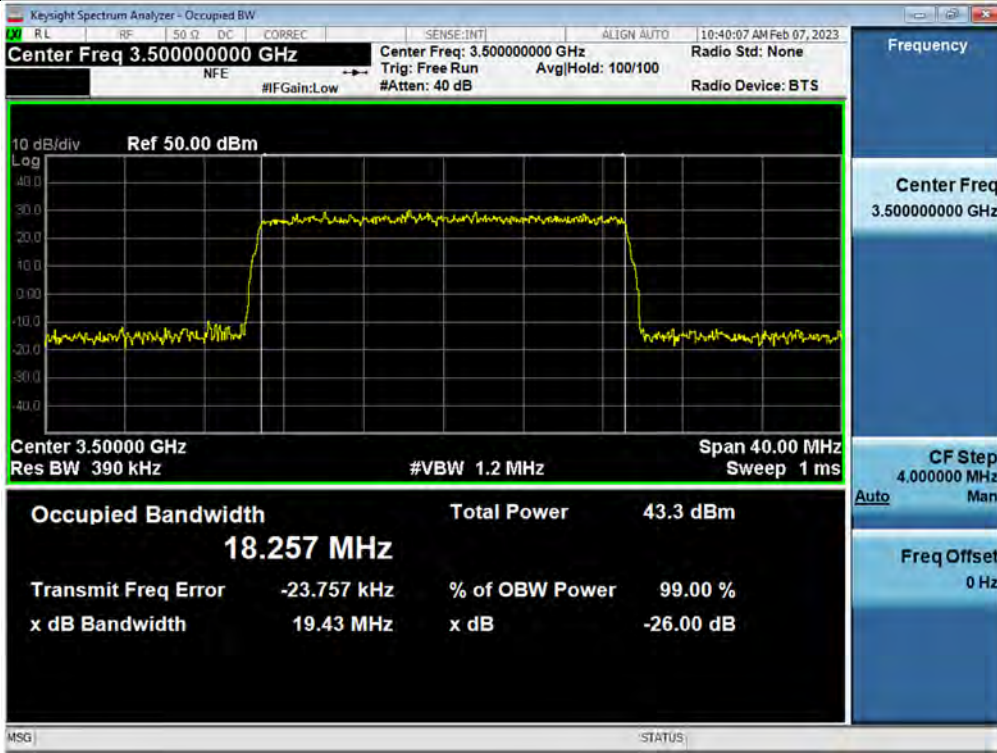 Keysight Spectrum Analyzer - Occupied BW
LXI RL RF 50 Ω DC CORREC SENSE:INT ALIGN AUTO 10:40:07 AM Feb 07, 2023
Center Freq 3.500000000 GHz
NFE
#IFGain:Low
Center Freq: 3.500000000 GHz
Trig: Free Run Avg|Hold: 100/100
#Atten: 40 dB
Radio Std: None
Radio Device: BTS
10 dB/div Ref 50.00 dBm
Log
40.0
30.0
20.0
10.0
0.00
-10.0
-20.0
-30.0
-40.0
Center 3.50000 GHz Span 40.00 MHz
Res BW 390 kHz #VBW 1.2 MHz Sweep 1 ms
Occupied Bandwidth Total Power 43.3 dBm
18.257 MHz
Transmit Freq Error -23.757 kHz % of OBW Power 99.00 %
x dB Bandwidth 19.43 MHz x dB -26.00 dB
Frequency
Center Freq
3.500000000 GHz
CF Step
4.000000 MHz
Auto Man
Freq Offset
0 Hz
MSG STATUS